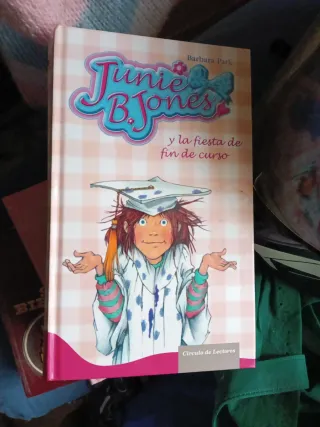 Barbara Park
Junie
B. Jones
y la fiesta de
fin de curso
Círculo de Lectores